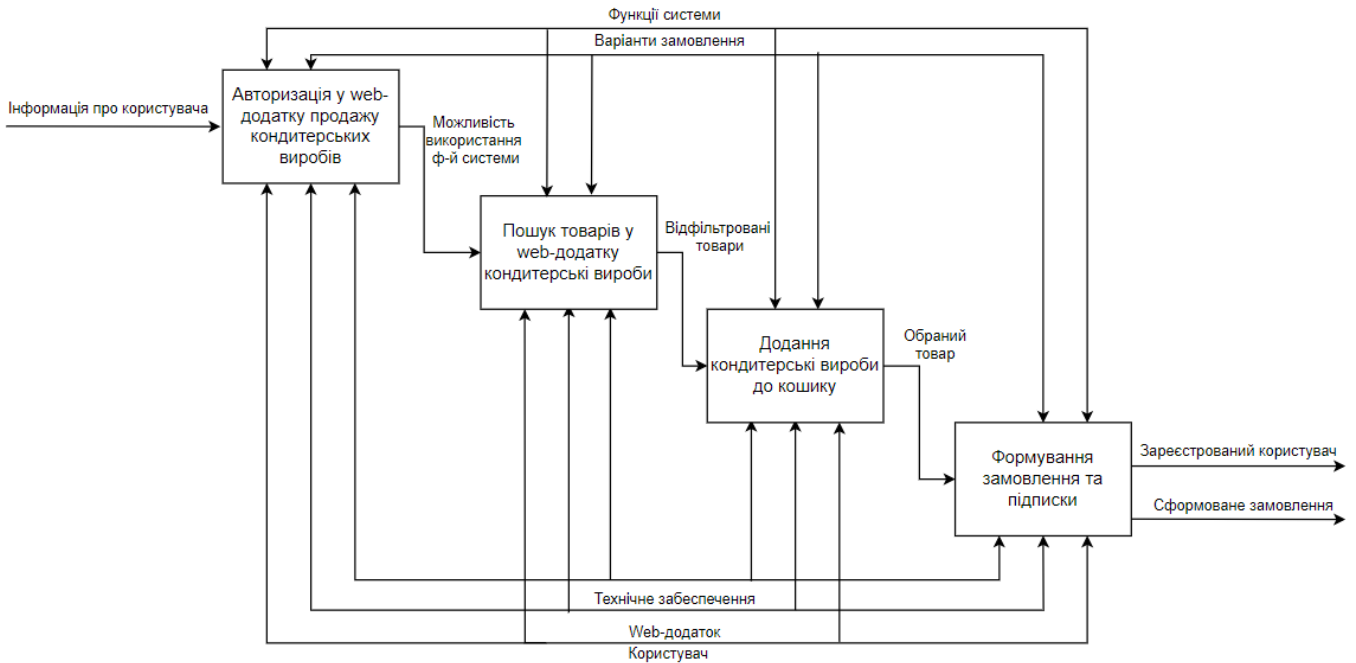 Функції системи
Варіанти замовлення
Інформація про користувача
Авторизація у web-
додатку продажу
кондитерських
виробів
Можливість
використання
ф-й системи
Пошук товарів у
web-додатку
кондитерські вироби
Відфільтровані
товари
Додання
кондитерські вироби
до кошику
Обраний
товар
Формування
замовлення та
підписки
Зареєстрований користувач
Сформоване замовлення
Технічне забеспечення
Web-додаток
Користувач